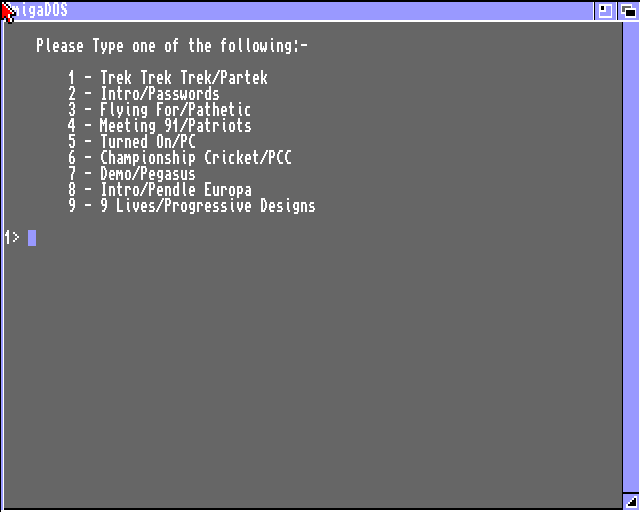 migaDOS
Please Type one of the following:-
1 - Trek Trek Trek/Partek
2 - Intro/Passwords
3 - Flying For/Pathetic
4 - Meeting 91/Patriots
5 - Turned On/PC
6 - Championship Cricket/PCC
7 - Demo/Pegasus
8 - Intro/Pendle Europa
9 - 9 Lives/Progressive Designs
1>